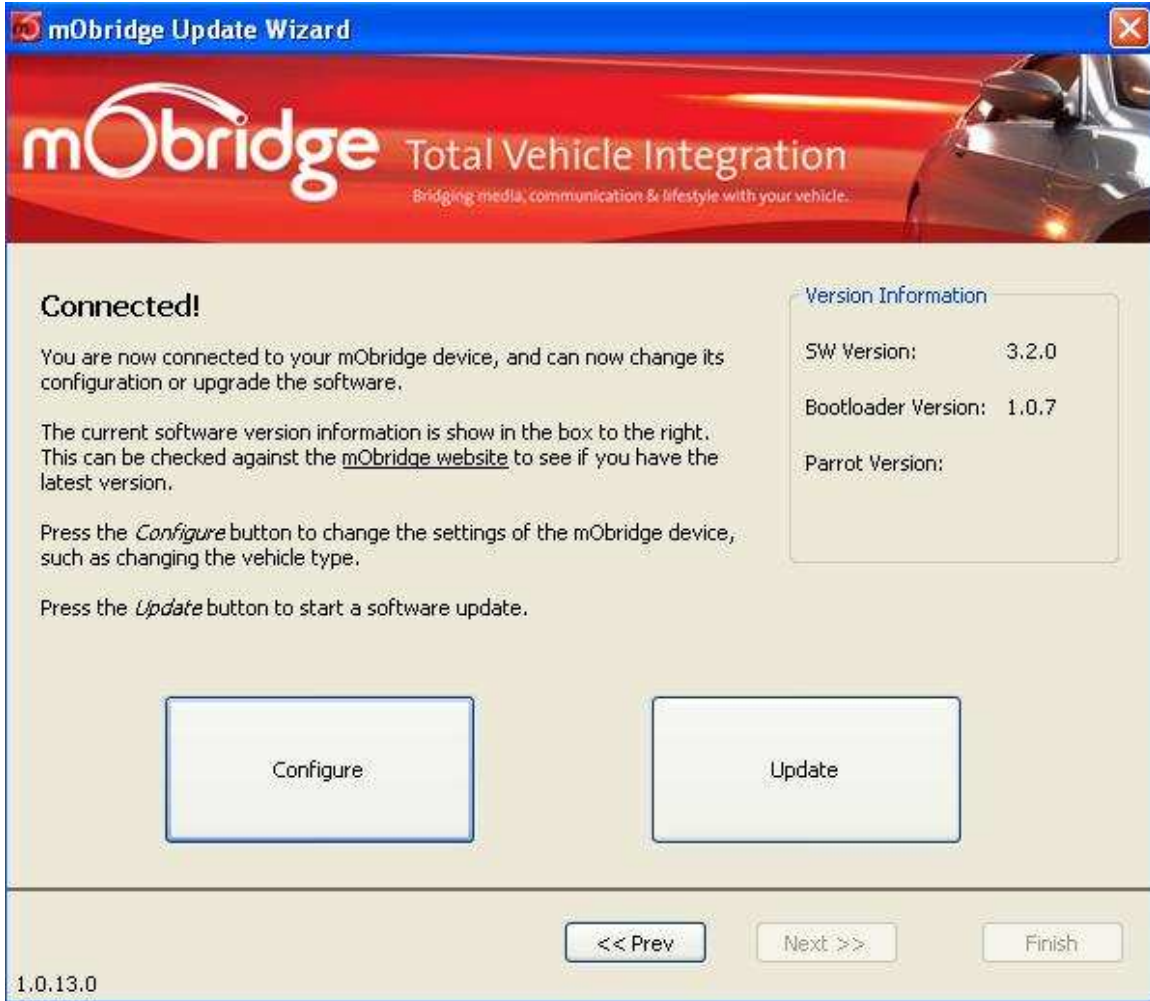 mObridge Update Wizard
mObridge Total Vehicle Integration
Bridging media, communication & lifestyle with your vehicle.
Connected!
You are now connected to your mObridge device, and can now change its
configuration or upgrade the software.
The current software version information is show in the box to the right.
This can be checked against the mObridge website to see if you have the
latest version.
Press the Configure button to change the settings of the mObridge device,
such as changing the vehicle type.
Press the Update button to start a software update.
Version Information
SW Version: 3.2.0
Bootloader Version: 1.0.7
Parrot Version:
Configure
Update
<< Prev
Next >>
Finish
1.0.13.0